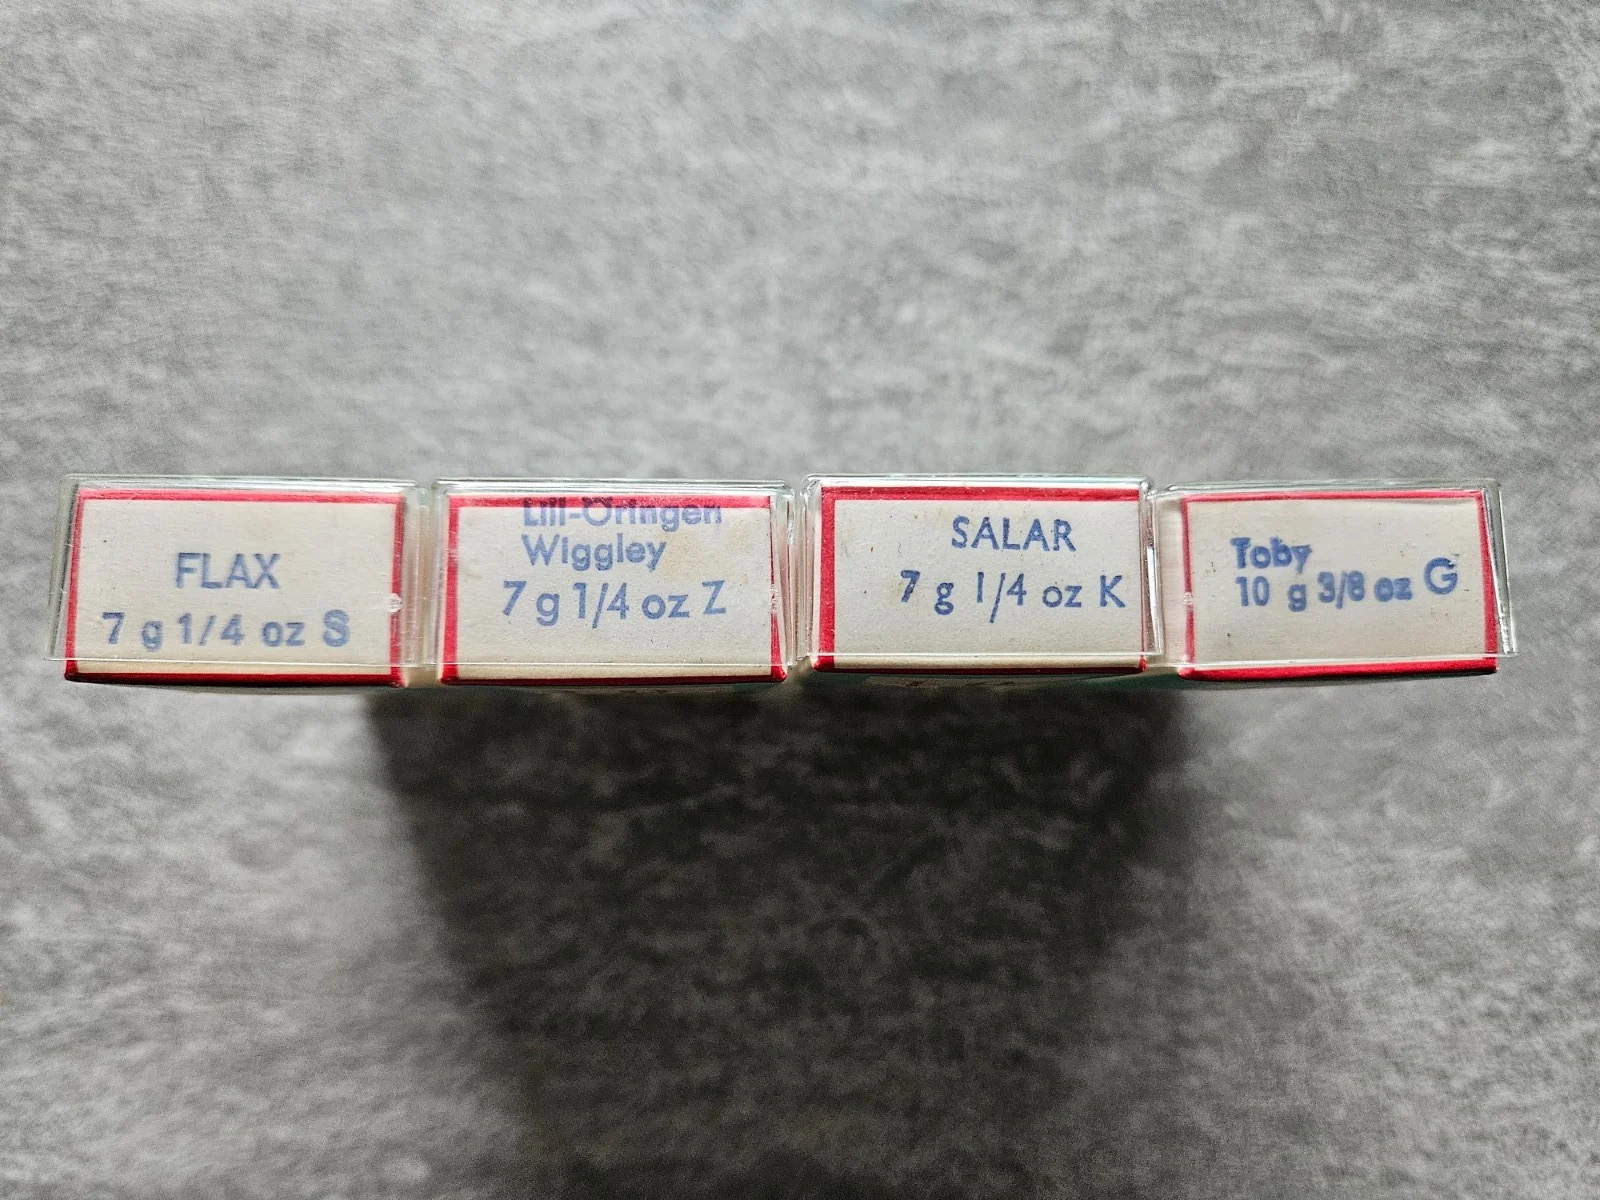 FLAX
7 g 1/4 oz S
Lill-Öringen
Wiggley
7 g 1/4 oz Z
SALAR
7 g 1/4 oz K
Toby
10 g 3/8 oz G